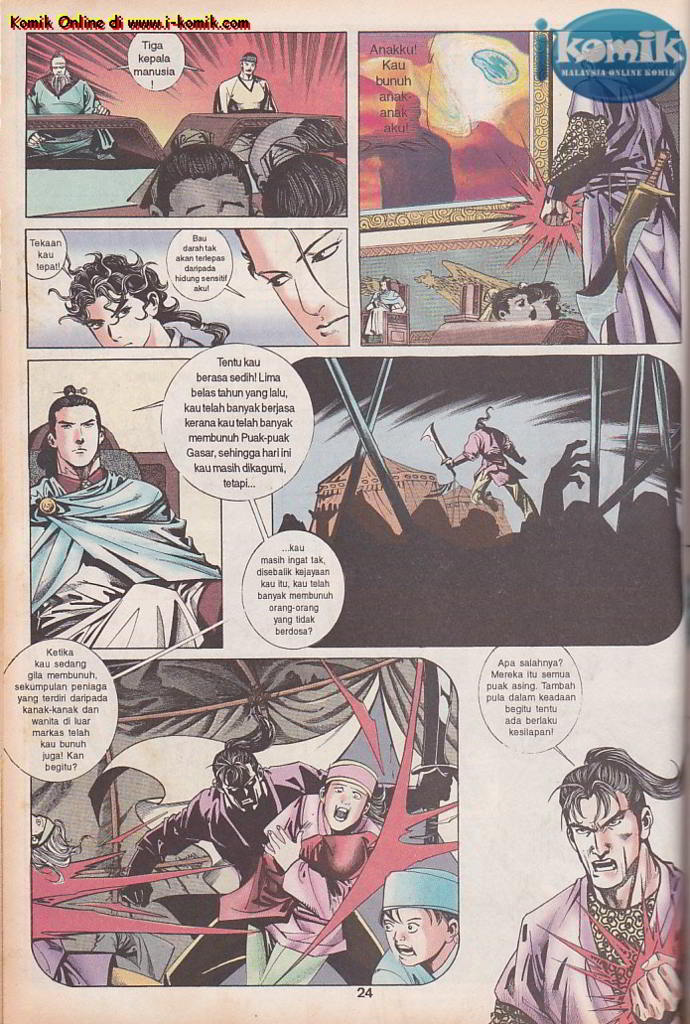 Komik Online di www.i-komik.com
i komik
MALAYSIA ONLINE KOMIK
Tiga
kepala
manusia
!
Anakku!
Kau
bunuh
anak-
anak
aku!
Tekaan
kau
tepat!
Bau
darah tak
akan terlepas
daripada
hidung sensitif
aku!
Tentu kau
berasa sedih! Lima
belas tahun yang lalu,
kau telah banyak berjasa
kerana kau telah banyak
membunuh Puak-puak
Gasar, sehingga hari ini
kau masih dikagumi,
tetapi...
...kau
masih ingat tak,
disebalik kejayaan
kau itu, kau telah
banyak membunuh
orang-orang
yang tidak
berdosa?
Ketika
kau sedang
gila membunuh,
sekumpulan peniaga
yang terdiri daripada
kanak-kanak dan
wanita di luar
markas telah
kau bunuh
juga! Kan
begitu?
Apa salahnya?
Mereka itu semua
puak asing. Tambah
pula dalam keadaan
begitu tentu
ada berlaku
kesilapan!
24